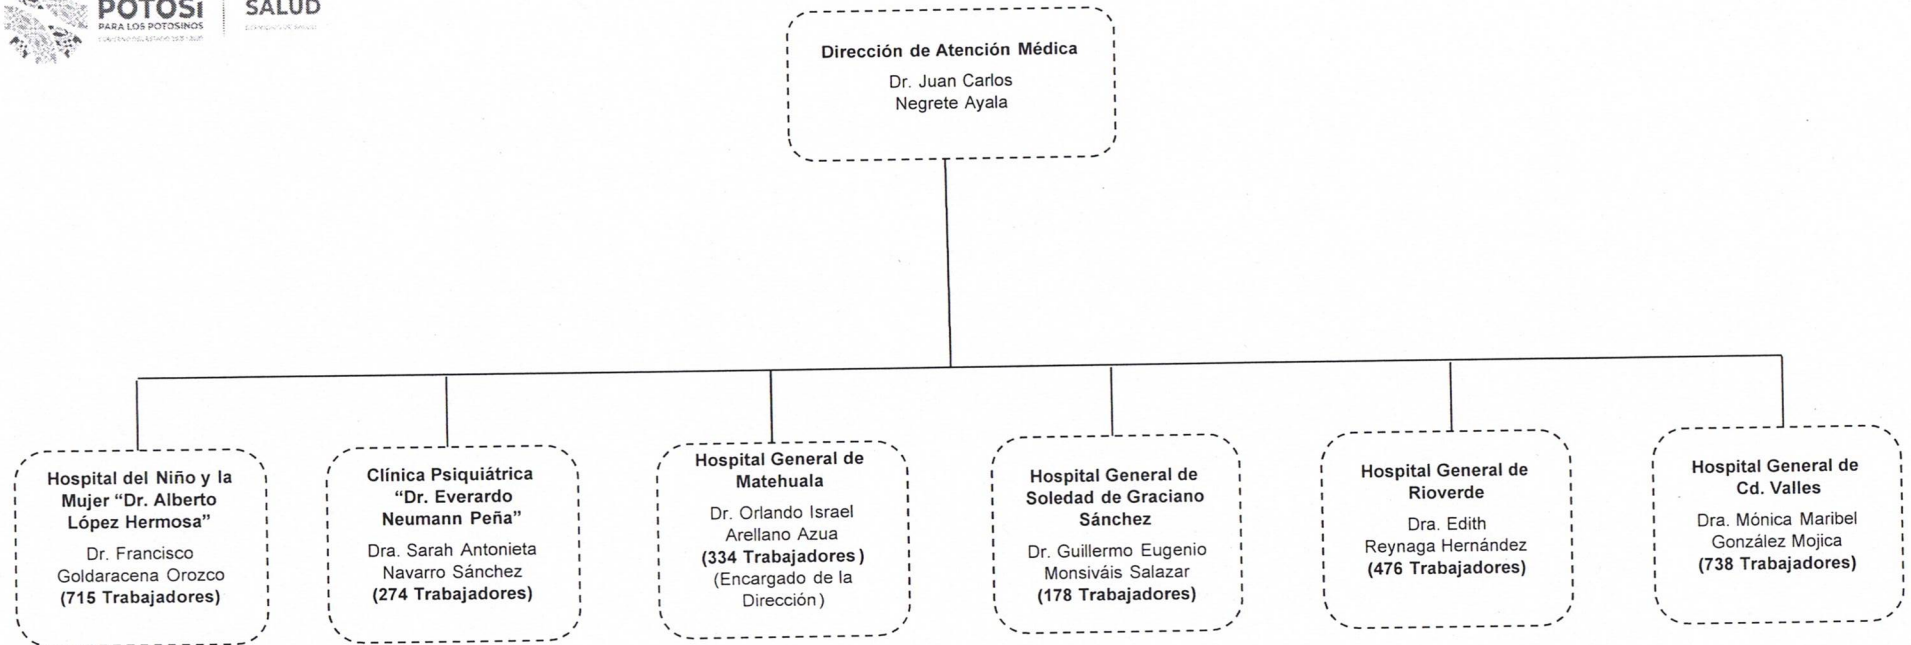 POTOSÍ
PARA LOS POTOSINOS
SALUD
Dirección de Atención Médica
Dr. Juan Carlos
Negrete Ayala
Hospital del Niño y la
Mujer “Dr. Alberto
López Hermosa”
Dr. Francisco
Goldaracena Orozco
(715 Trabajadores)
Clínica Psiquiátrica
“Dr. Everardo
Neumann Peña”
Dra. Sarah Antonieta
Navarro Sánchez
(274 Trabajadores)
Hospital General de
Matehuala
Dr. Orlando Israel
Arellano Azua
(334 Trabajadores)
(Encargado de la
Dirección)
Hospital General de
Soledad de Graciano
Sánchez
Dr. Guillermo Eugenio
Monsiváis Salazar
(178 Trabajadores)
Hospital General de
Rioverde
Dra. Edith
Reynaga Hernández
(476 Trabajadores)
Hospital General de
Cd. Valles
Dra. Mónica Maribel
González Mojica
(738 Trabajadores)